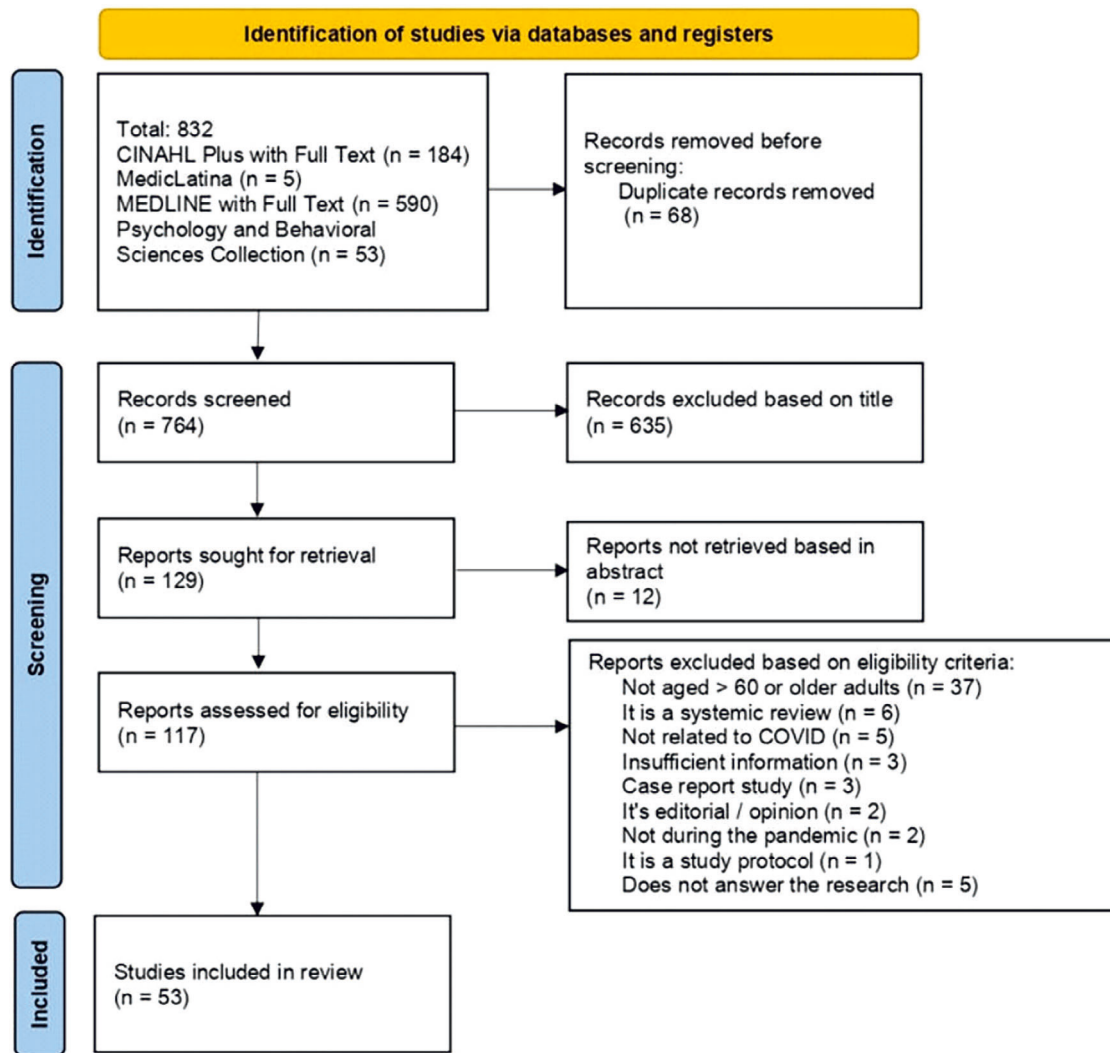 Identification of studies via databases and registers
Identification
Total: 832
CINAHL Plus with Full Text (n = 184)
MedicLatina (n = 5)
MEDLINE with Full Text (n = 590)
Psychology and Behavioral
Sciences Collection (n = 53)
Records removed before
screening:
Duplicate records removed
(n = 68)
Screening
Records screened
(n = 764)
Records excluded based on title
(n = 635)
Reports sought for retrieval
(n = 129)
Reports not retrieved based in
abstract
(n = 12)
Reports assessed for eligibility
(n = 117)
Reports excluded based on eligibility criteria:
Not aged > 60 or older adults (n = 37)
It is a systemic review (n = 6)
Not related to COVID (n = 5)
Insufficient information (n = 3)
Case report study (n = 3)
It's editorial / opinion (n = 2)
Not during the pandemic (n = 2)
It is a study protocol (n = 1)
Does not answer the research (n = 5)
Included
Studies included in review
(n = 53)